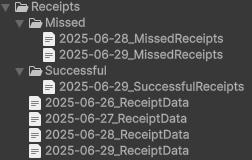 Receipts
Missed
2025-06-28_MissedReceipts
2025-06-29_MissedReceipts
Successful
2025-06-29_SuccessfulReceipts
2025-06-26_ReceiptData
2025-06-27_ReceiptData
2025-06-28_ReceiptData
2025-06-29_ReceiptData